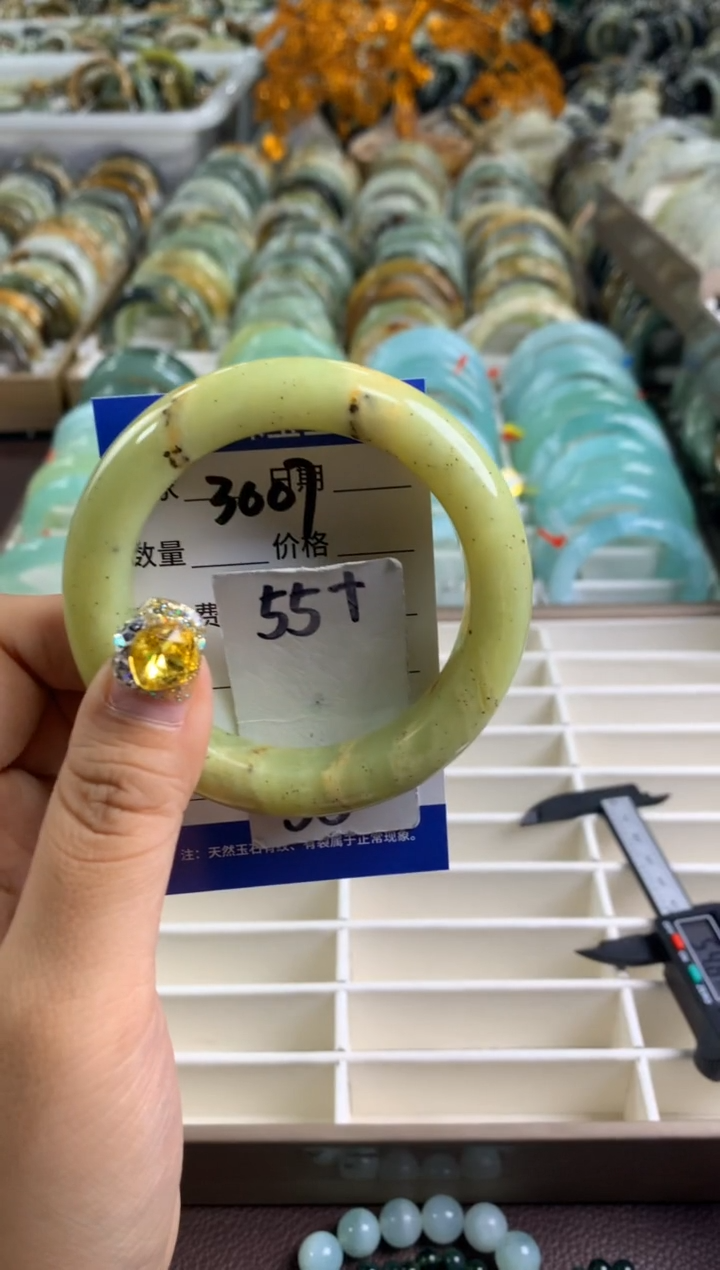 日期
3007
数量 价格
费
55+
注：天然玉石有纹、有裂属于正常现象。